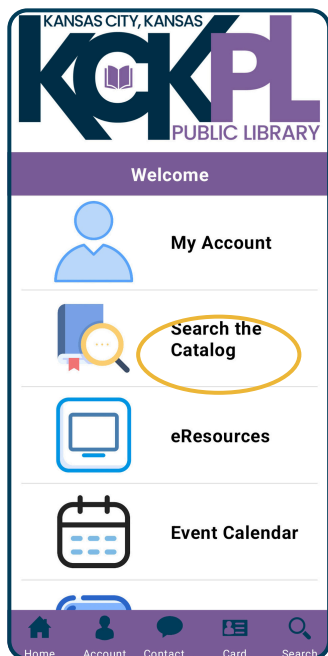 KANSAS CITY, KANSAS
KCKPL
PUBLIC LIBRARY
Welcome
My Account
Search the
Catalog
eResources
Event Calendar
Home Account Contact Card Search